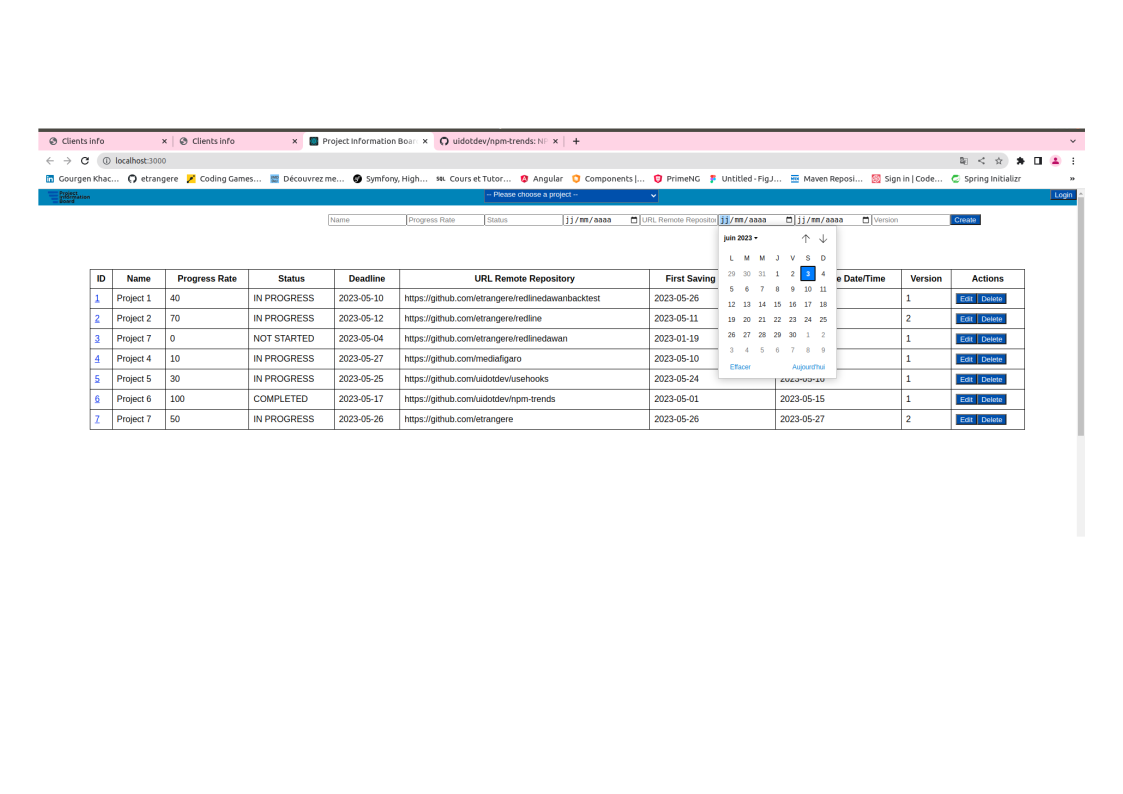 Clients info × Clients info × Project Information Boar × uidotdev/npm-trends: NP × +
localhost:3000
Gourgen Khac... etrangere Coding Games... Découvrez me... Symfony, High... Cours et Tutor... Angular Components |... PrimeNG Untitled - FigJ... Maven Reposi... Sign in | Code... Spring Initializr »
Project Information Board -- Please choose a project -- Login
Name Progress Rate Status jj/mm/aaaa URL Remote Repositor jj/mm/aaaa jj/mm/aaaa Version Create
juin 2023
L M M J V S D
29 30 31 1 2 3 4
5 6 7 8 9 10 11
12 13 14 15 16 17 18
19 20 21 22 23 24 25
26 27 28 29 30 1 2
3 4 5 6 7 8 9
Effacer Aujourd'hui
ID Name Progress Rate Status Deadline URL Remote Repository First Saving Date/Time Version Actions
1 Project 1 40 IN PROGRESS 2023-05-10 https://github.com/etrangere/redlinedawanbacktest 2023-05-26 1 Edit Delete
2 Project 2 70 IN PROGRESS 2023-05-12 https://github.com/etrangere/redline 2023-05-11 2 Edit Delete
3 Project 7 0 NOT STARTED 2023-05-04 https://github.com/etrangere/redlinedawan 2023-01-19 1 Edit Delete
4 Project 4 10 IN PROGRESS 2023-05-27 https://github.com/mediafigaro 2023-05-10 1 Edit Delete
5 Project 5 30 IN PROGRESS 2023-05-25 https://github.com/uidotdev/usehooks 2023-05-24 1 Edit Delete
6 Project 6 100 COMPLETED 2023-05-17 https://github.com/uidotdev/npm-trends 2023-05-01 2023-05-15 1 Edit Delete
7 Project 7 50 IN PROGRESS 2023-05-26 https://github.com/etrangere 2023-05-26 2023-05-27 2 Edit Delete